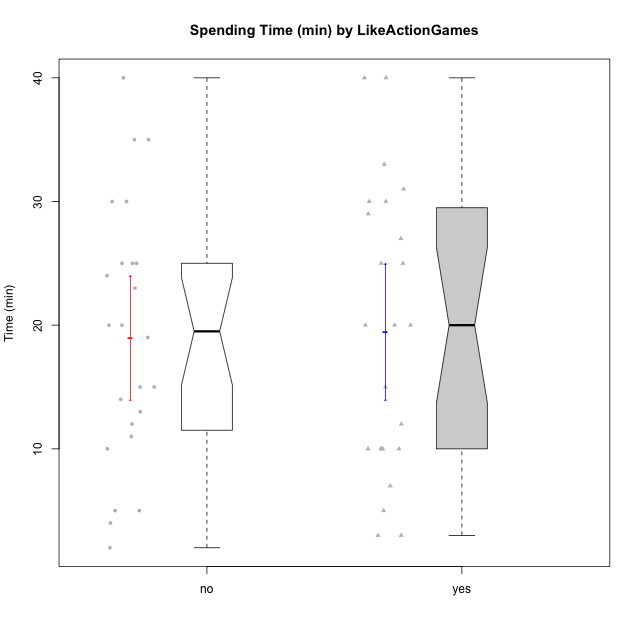 Spending Time (min) by LikeActionGames
Time (min)
40
30
20
10
no yes